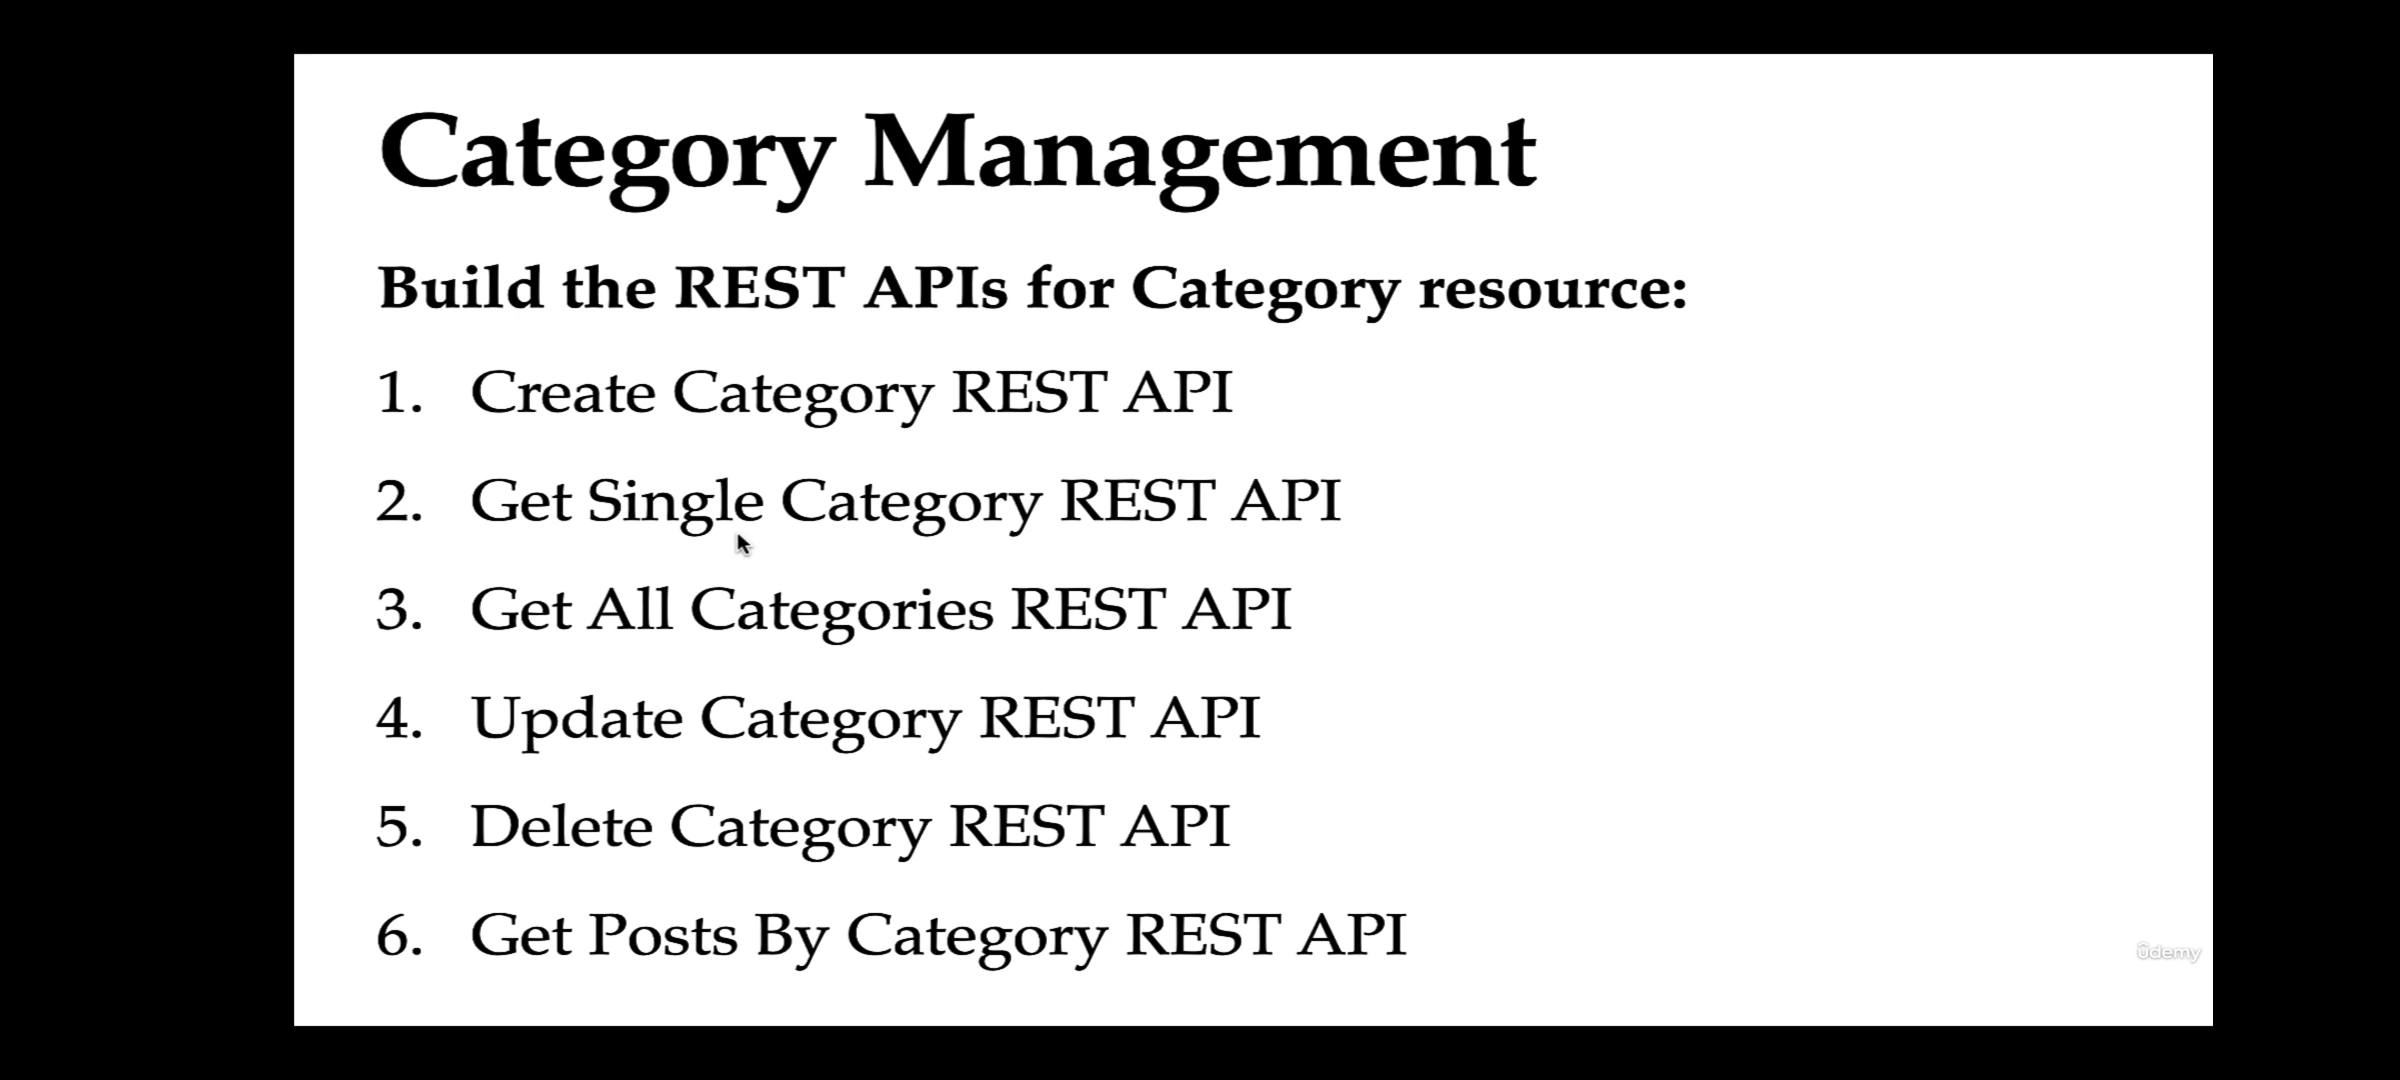 Category Management
Build the REST APIs for Category resource:
1. Create Category REST API
2. Get Single Category REST API
3. Get All Categories REST API
4. Update Category REST API
5. Delete Category REST API
6. Get Posts By Category REST API
ûdemy